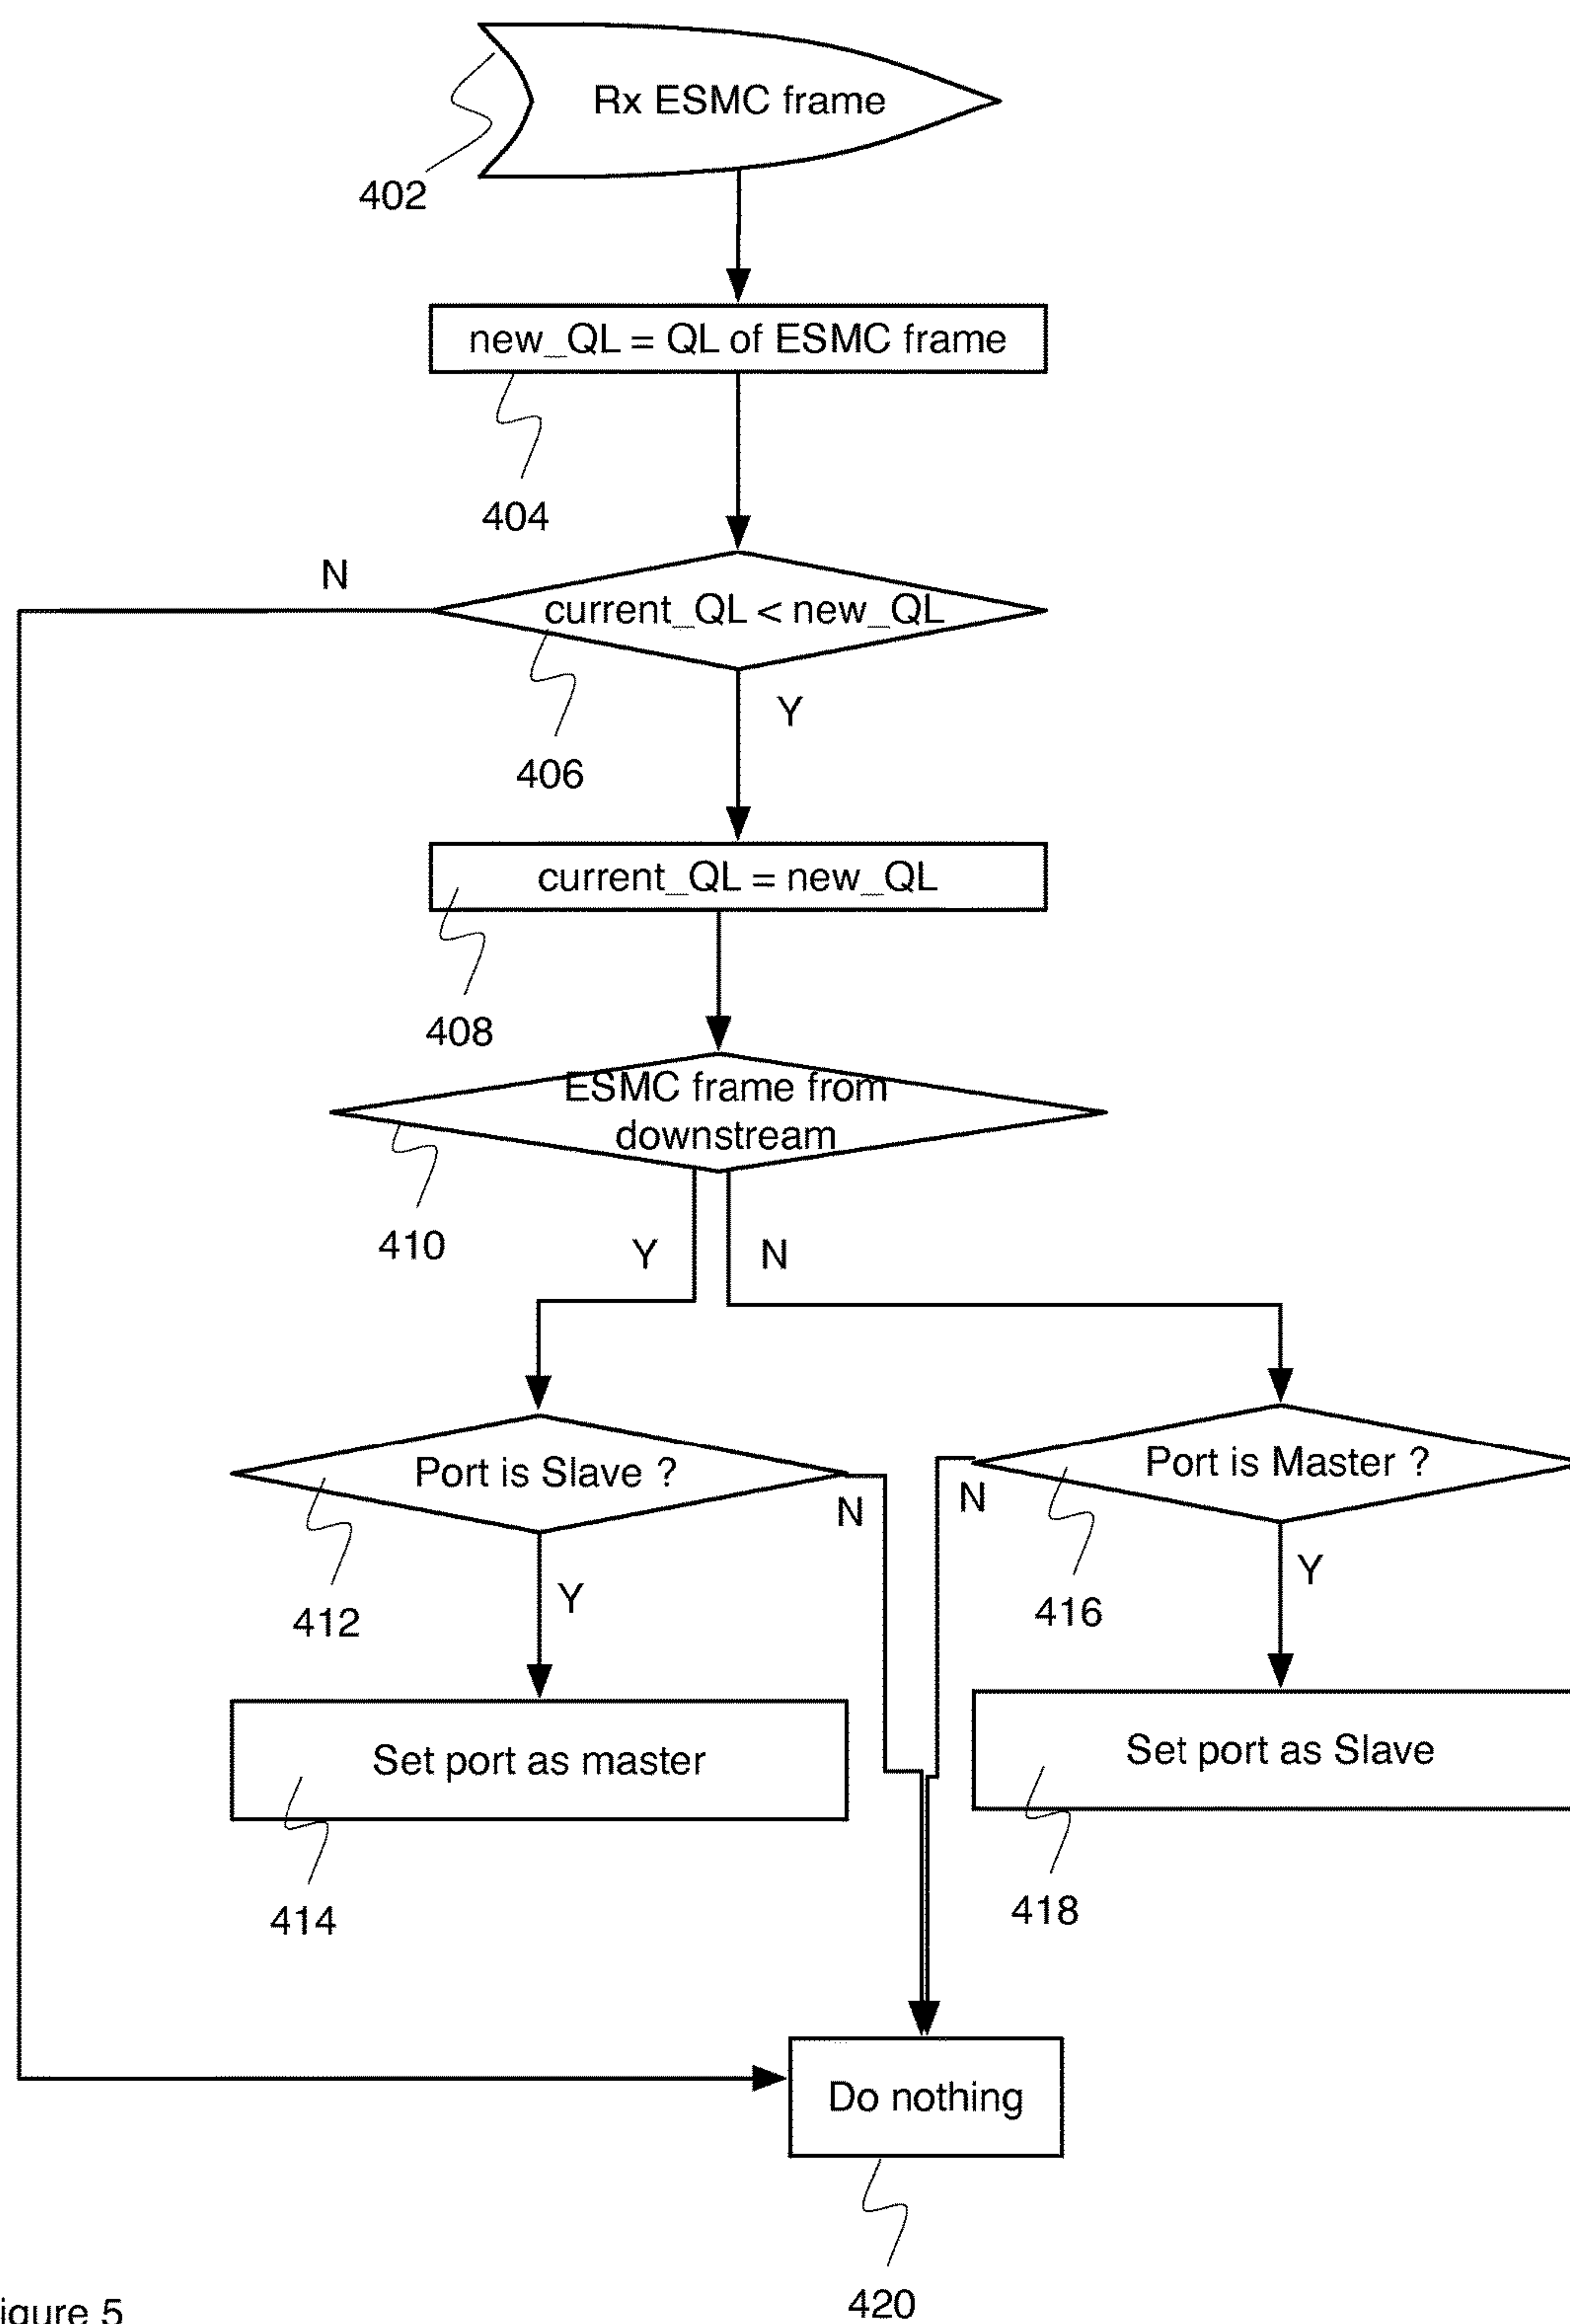 Rx ESMC frame
402
new_QL = QL of ESMC frame
404
N
current_QL < new_QL
Y
406
current_QL = new_QL
408
ESMC frame from
downstream
410
Y
N
Port is Slave ?
Port is Master ?
N
N
Y
Y
412
416
Set port as master
Set port as Slave
414
418
Do nothing
420
igure 5